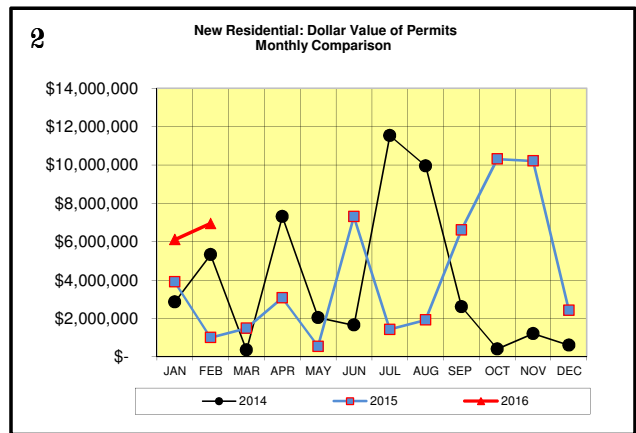 2
New Residential: Dollar Value of Permits
Monthly Comparison
$14,000,000
$12,000,000
$10,000,000
$8,000,000
$6,000,000
$4,000,000
$2,000,000
$-
JAN FEB MAR APR MAY JUN JUL AUG SEP OCT NOV DEC
2014 2015 2016